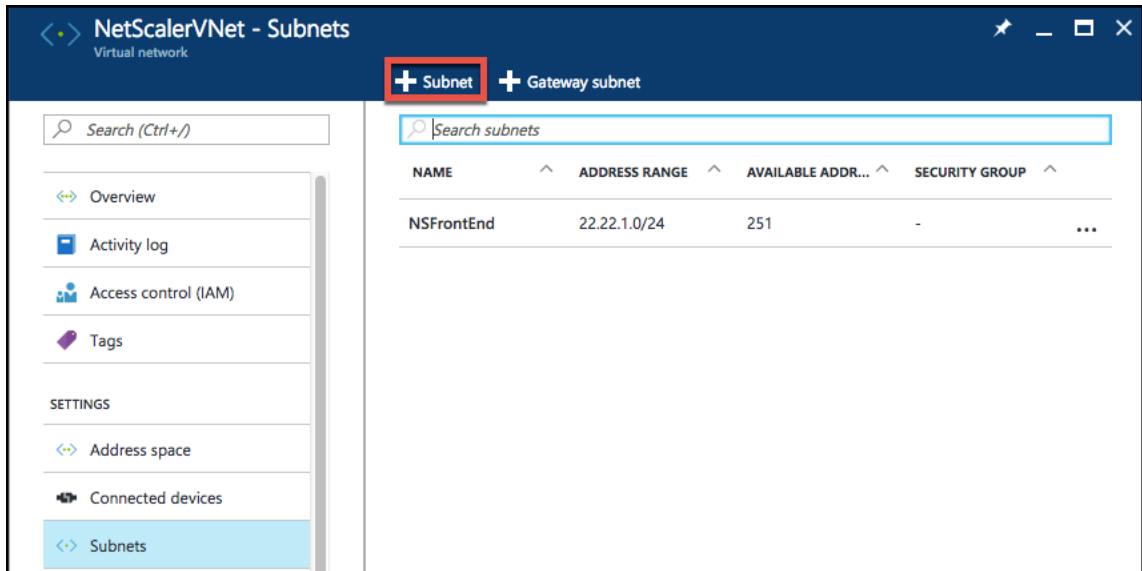 NetScalerVNet - Subnets
Virtual network
Subnet
Gateway subnet
Search (Ctrl+/)
Overview
Activity log
Access control (IAM)
Tags
SETTINGS
Address space
Connected devices
Subnets
Search subnets
NAME ADDRESS RANGE AVAILABLE ADDR... SECURITY GROUP
NSFrontEnd 22.22.1.0/24 251 - ...